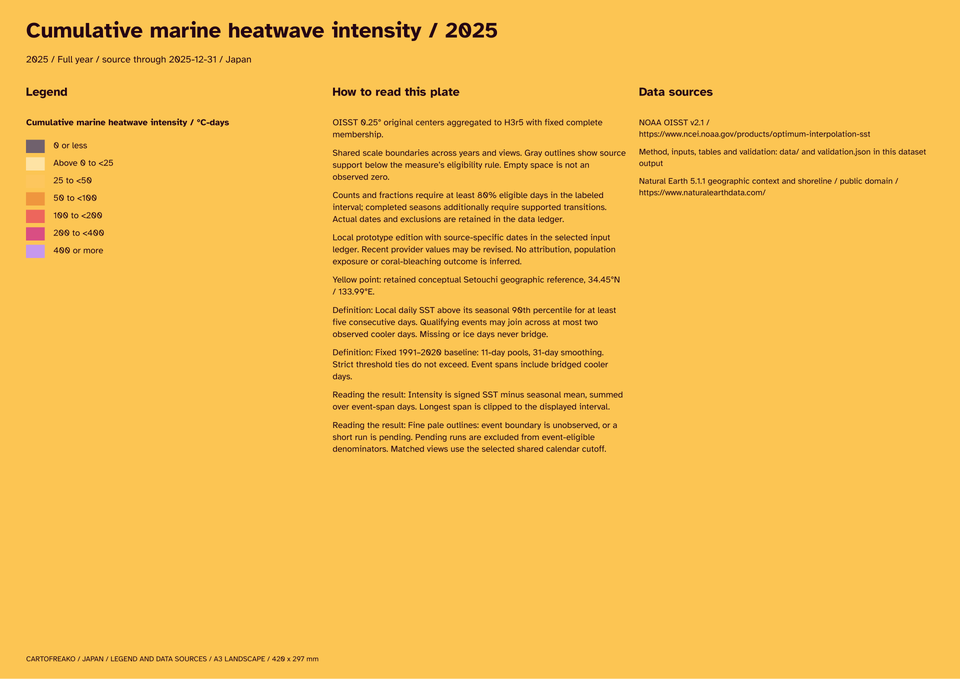 Cumulative marine heatwave intensity / 2025
2025 / Full year / source through 2025-12-31 / Japan
Legend
Cumulative marine heatwave intensity / °C-days
0 or less
Above 0 to <25
25 to <50
50 to <100
100 to <200
200 to <400
400 or more
How to read this plate
OISST 0.25° original centers aggregated to H3r5 with fixed complete
membership.
Shared scale boundaries across years and views. Gray outlines show source
support below the measure's eligibility rule. Empty space is not an
observed zero.
Counts and fractions require at least 80% eligible days in the labeled
interval; completed seasons additionally require supported transitions.
Actual dates and exclusions are retained in the data ledger.
Local prototype edition with source-specific dates in the selected input
ledger. Recent provider values may be revised. No attribution, population
exposure or coral-bleaching outcome is inferred.
Yellow point: retained conceptual Setouchi geographic reference, 34.45°N
/ 133.99°E.
Definition: Local daily SST above its seasonal 90th percentile for at least
five consecutive days. Qualifying events may join across at most two
observed cooler days. Missing or ice days never bridge.
Definition: Fixed 1991–2020 baseline: 11-day pools, 31-day smoothing.
Strict threshold ties do not exceed. Event spans include bridged cooler
days.
Reading the result: Intensity is signed SST minus seasonal mean, summed
over event-span days. Longest span is clipped to the displayed interval.
Reading the result: Fine pale outlines: event boundary is unobserved, or a
short run is pending. Pending runs are excluded from event-eligible
denominators. Matched views use the selected shared calendar cutoff.
Data sources
NOAA OISST v2.1 /
https://www.ncei.noaa.gov/products/optimum-interpolation-sst
Method, inputs, tables and validation: data/ and validation.json in this dataset
output
Natural Earth 5.1.1 geographic context and shoreline / public domain /
https://www.naturalearthdata.com/
CARTOFREAKO / JAPAN / LEGEND AND DATA SOURCES / A3 LANDSCAPE / 420 x 297 mm